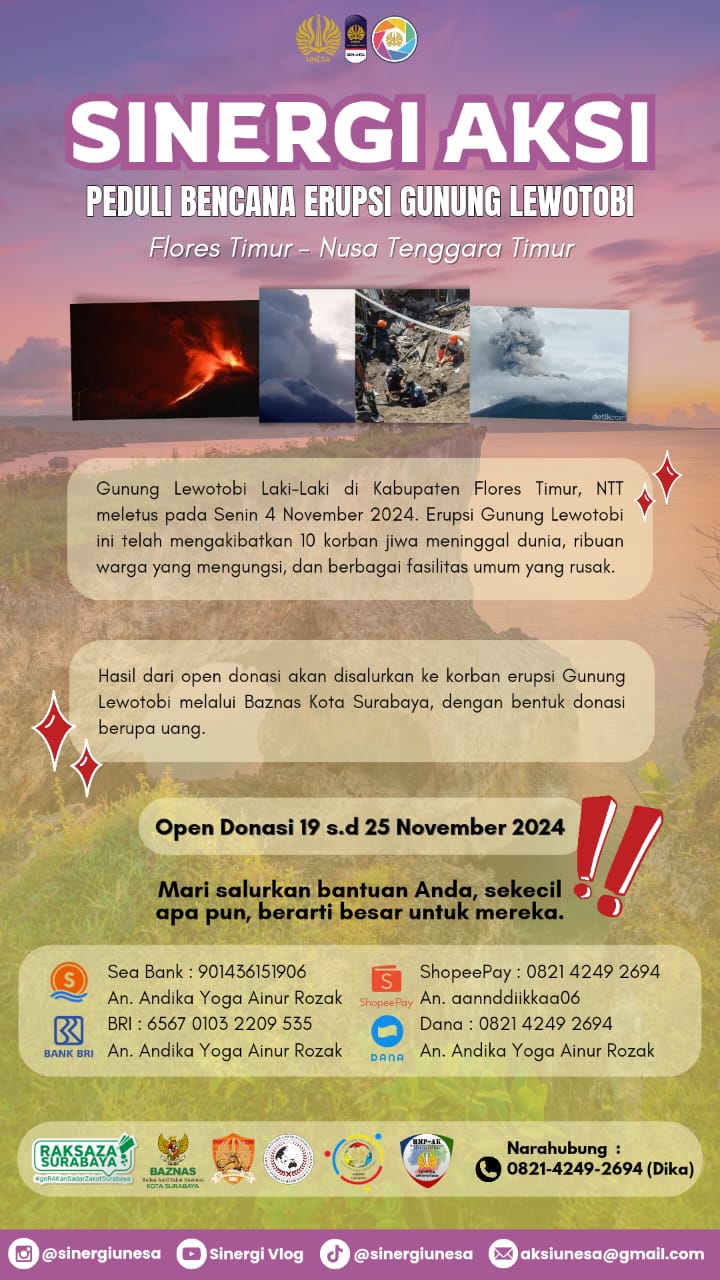 UNESA
SINERGI AKSI
PEDULI BENCANA ERUPSI GUNUNG LEWOTOBI
Flores Timur – Nusa Tenggara Timur
detikcom
Gunung Lewotobi Laki-Laki di Kabupaten Flores Timur, NTT
meletus pada Senin 4 November 2024. Erupsi Gunung Lewotobi
ini telah mengakibatkan 10 korban jiwa meninggal dunia, ribuan
warga yang mengungsi, dan berbagai fasilitas umum yang rusak.
Hasil dari open donasi akan disalurkan ke korban erupsi Gunung
Lewotobi melalui Baznas Kota Surabaya, dengan bentuk donasi
berupa uang.
Open Donasi 19 s.d 25 November 2024
Mari salurkan bantuan Anda, sekecil
apa pun, berarti besar untuk mereka.
Sea Bank : 901436151906
An. Andika Yoga Ainur Rozak
BANK BRI
BRI : 6567 0103 2209 535
An. Andika Yoga Ainur Rozak
ShopeePay
ShopeePay : 0821 4249 2694
An. aannddiikkaa06
DANA
Dana : 0821 4249 2694
An. Andika Yoga Ainur Rozak
RAKSAZA
SURABAYA
#geRAKanSadarZakatSurabaya
BAZNAS
Badan Amil Zakat Nasional
KOTA SURABAYA
HMP-AK
Narahubung :
0821-4249-2694 (Dika)
@sinergiunesa
Sinergi Vlog
@sinergiunesa
aksiunesa@gmail.com